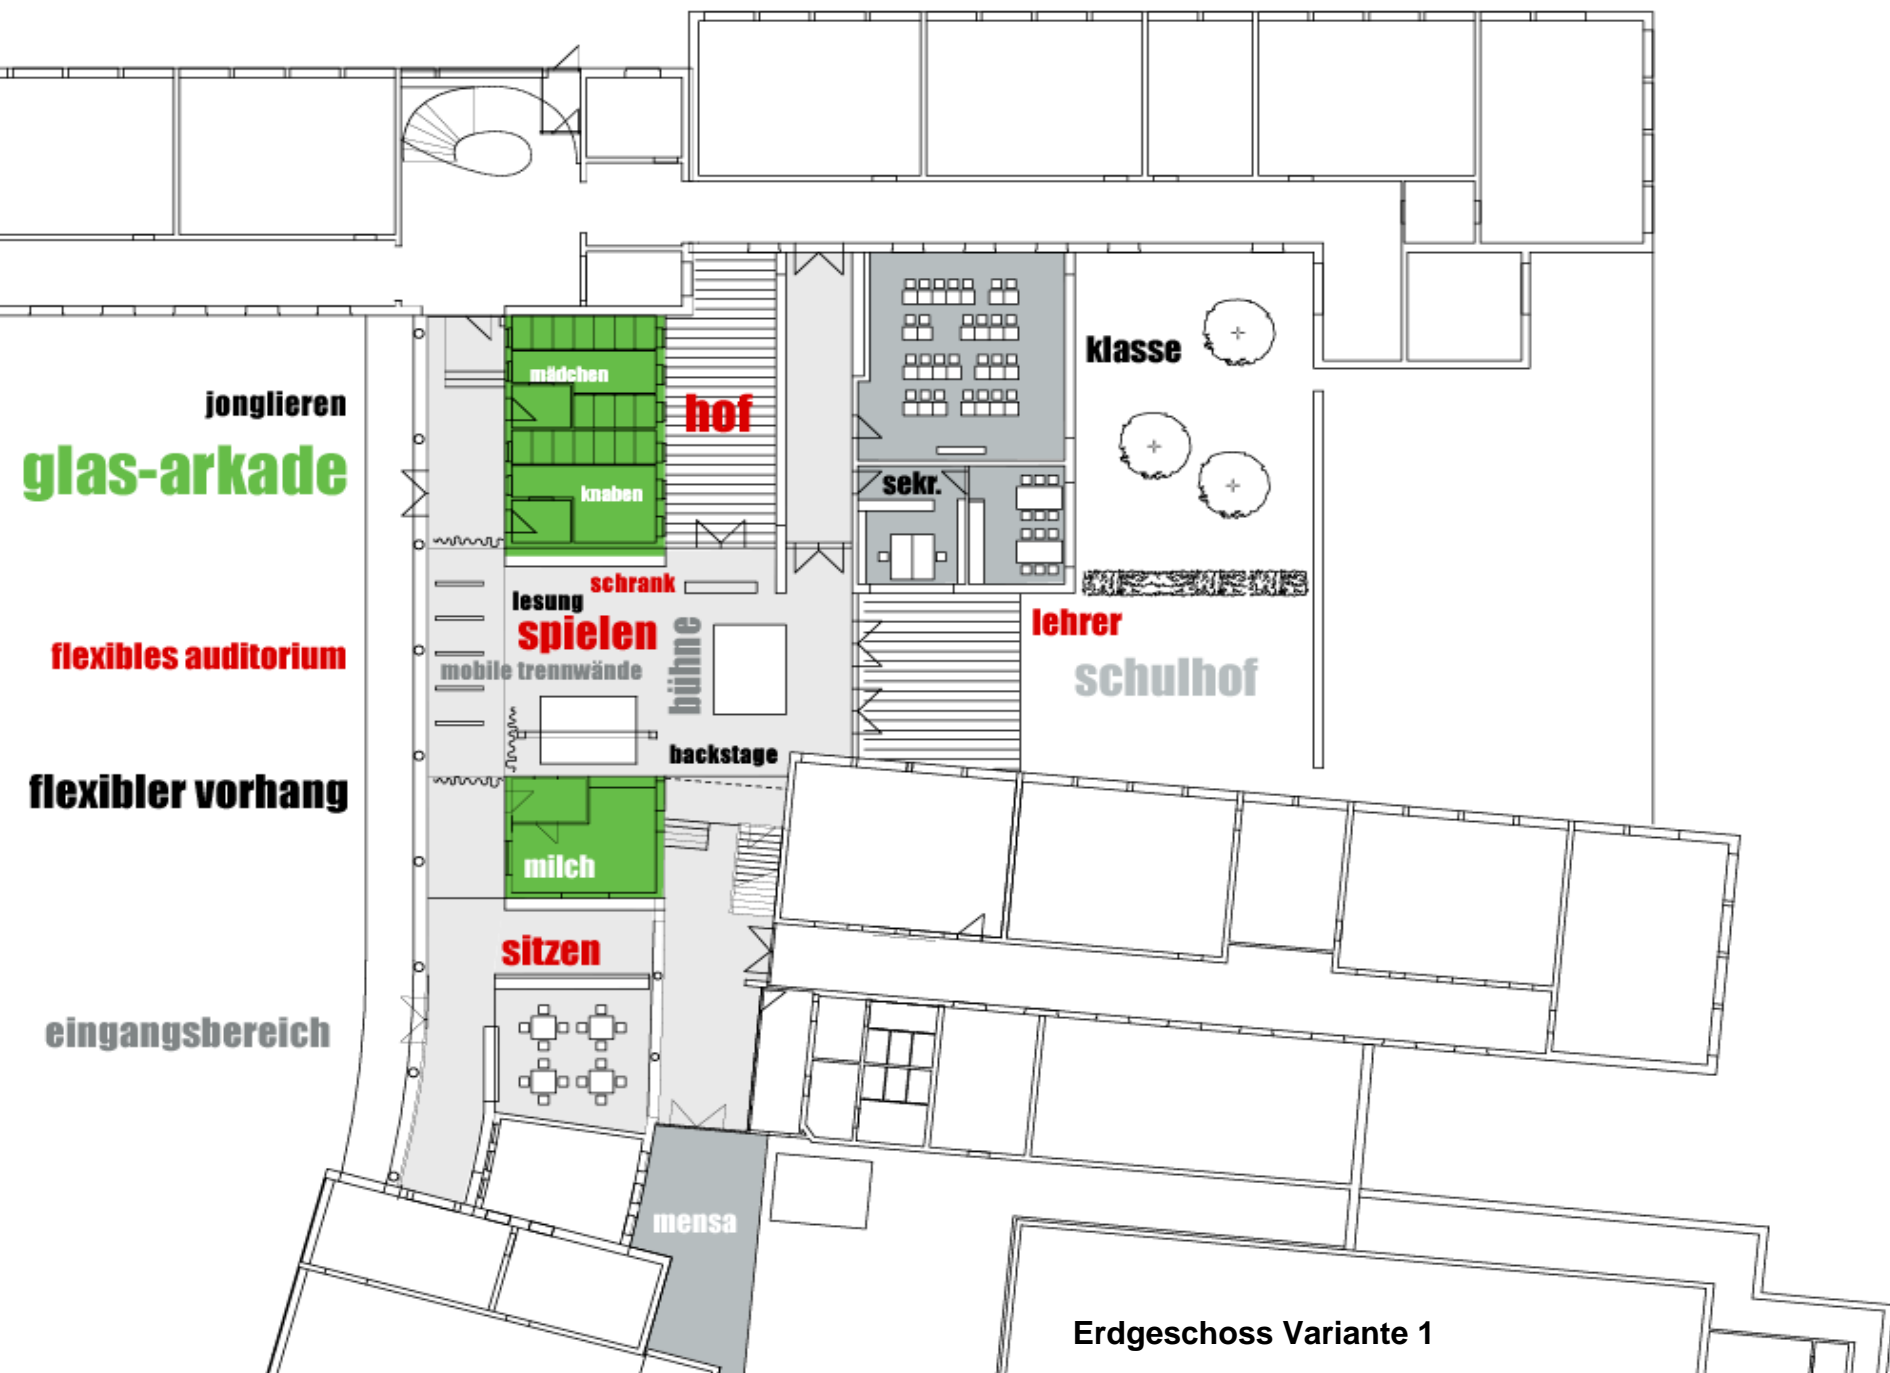 mädchen
klasse
jonglieren
hof
glas-arkade
sekr.
knaben
schrank
lesung
spielen
lehrer
flexibles auditorium
mobile trennwände
bühne
schulhof
backstage
flexibler vorhang
milch
sitzen
eingangsbereich
mensa
Erdgeschoss Variante 1